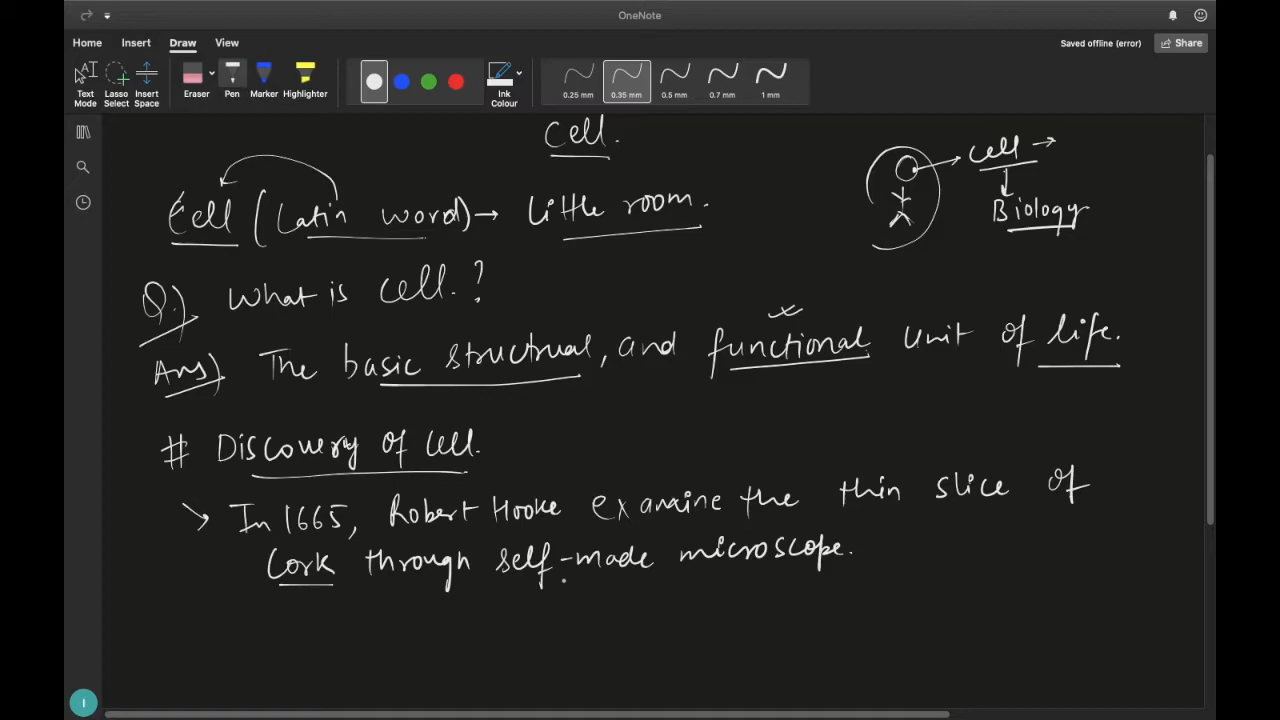 OneNote
Home Insert Draw View
Saved offline (error) Share
Text Mode
Lasso Select
Insert Space
Eraser
Pen
Marker
Highlighter
Ink Colour
0.25 mm
0.35 mm
0.5 mm
0.7 mm
1 mm
Cell.
Cell (Latin word) → Little room.
cell →
Biology
Q.) What is cell.?
Ans) The basic structrual, and functional unit of life.
# Discovery of cell.
> In 1665, Robert Hooke examine the thin slice of
Cork through self-made microscope.
I